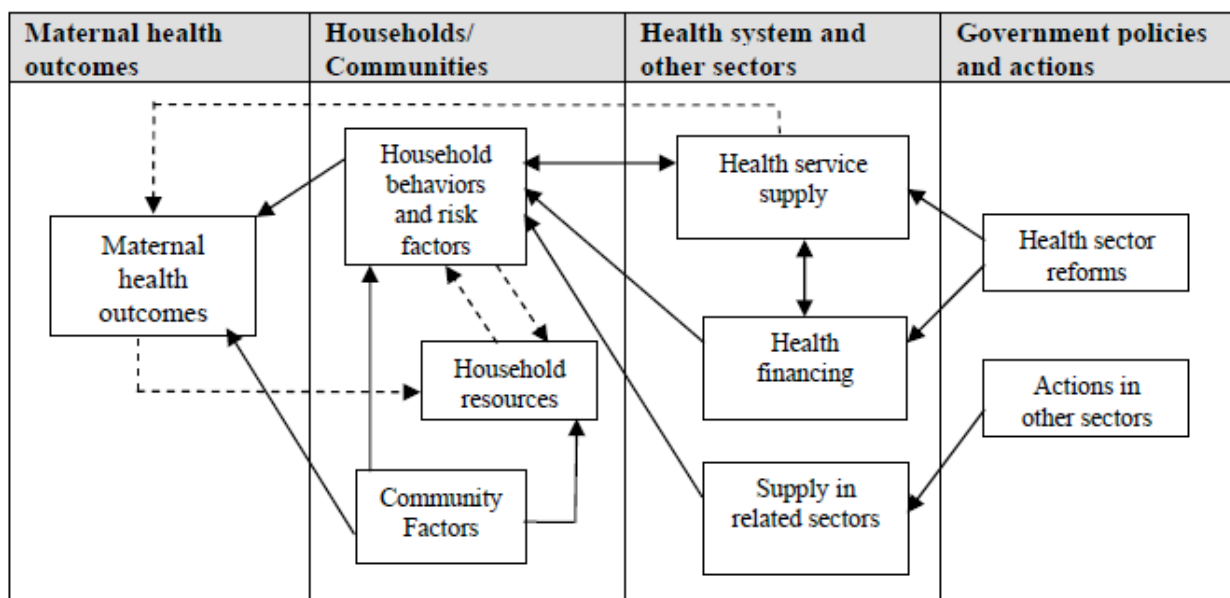 Maternal health
outcomes
Households/
Communities
Health system and
other sectors
Government policies
and actions
Household
behaviors
and risk
factors
Health service
supply
Maternal
health
outcomes
Health sector
reforms
Household
resources
Health
financing
Actions in
other sectors
Community
Factors
Supply in
related sectors